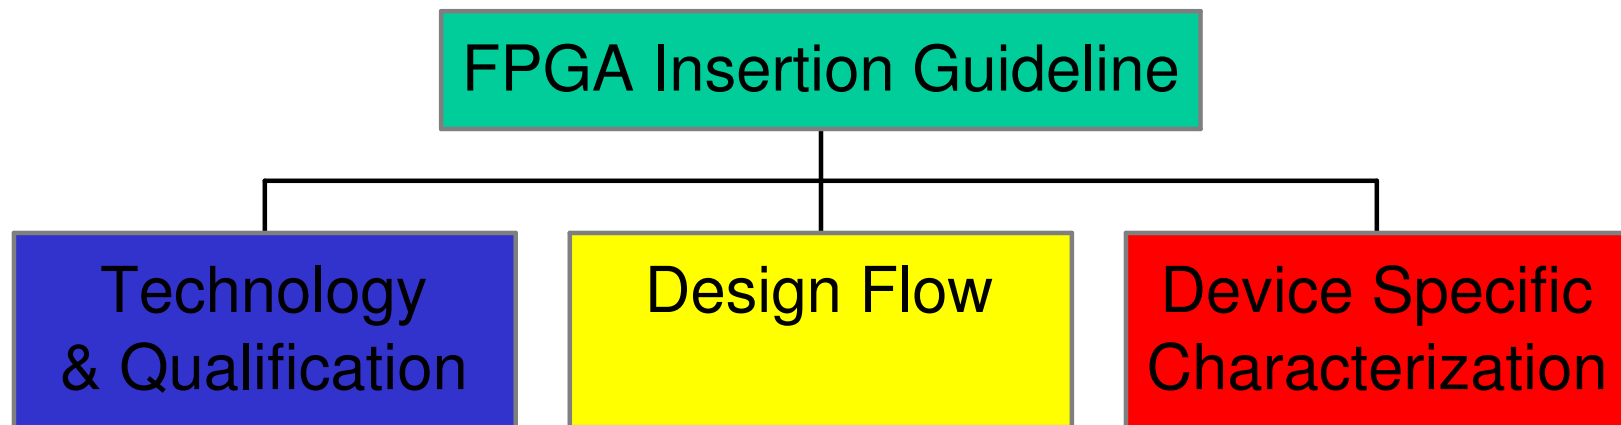 FPGA Insertion Guideline
Technology
& Qualification
Design Flow
Device Specific
Characterization